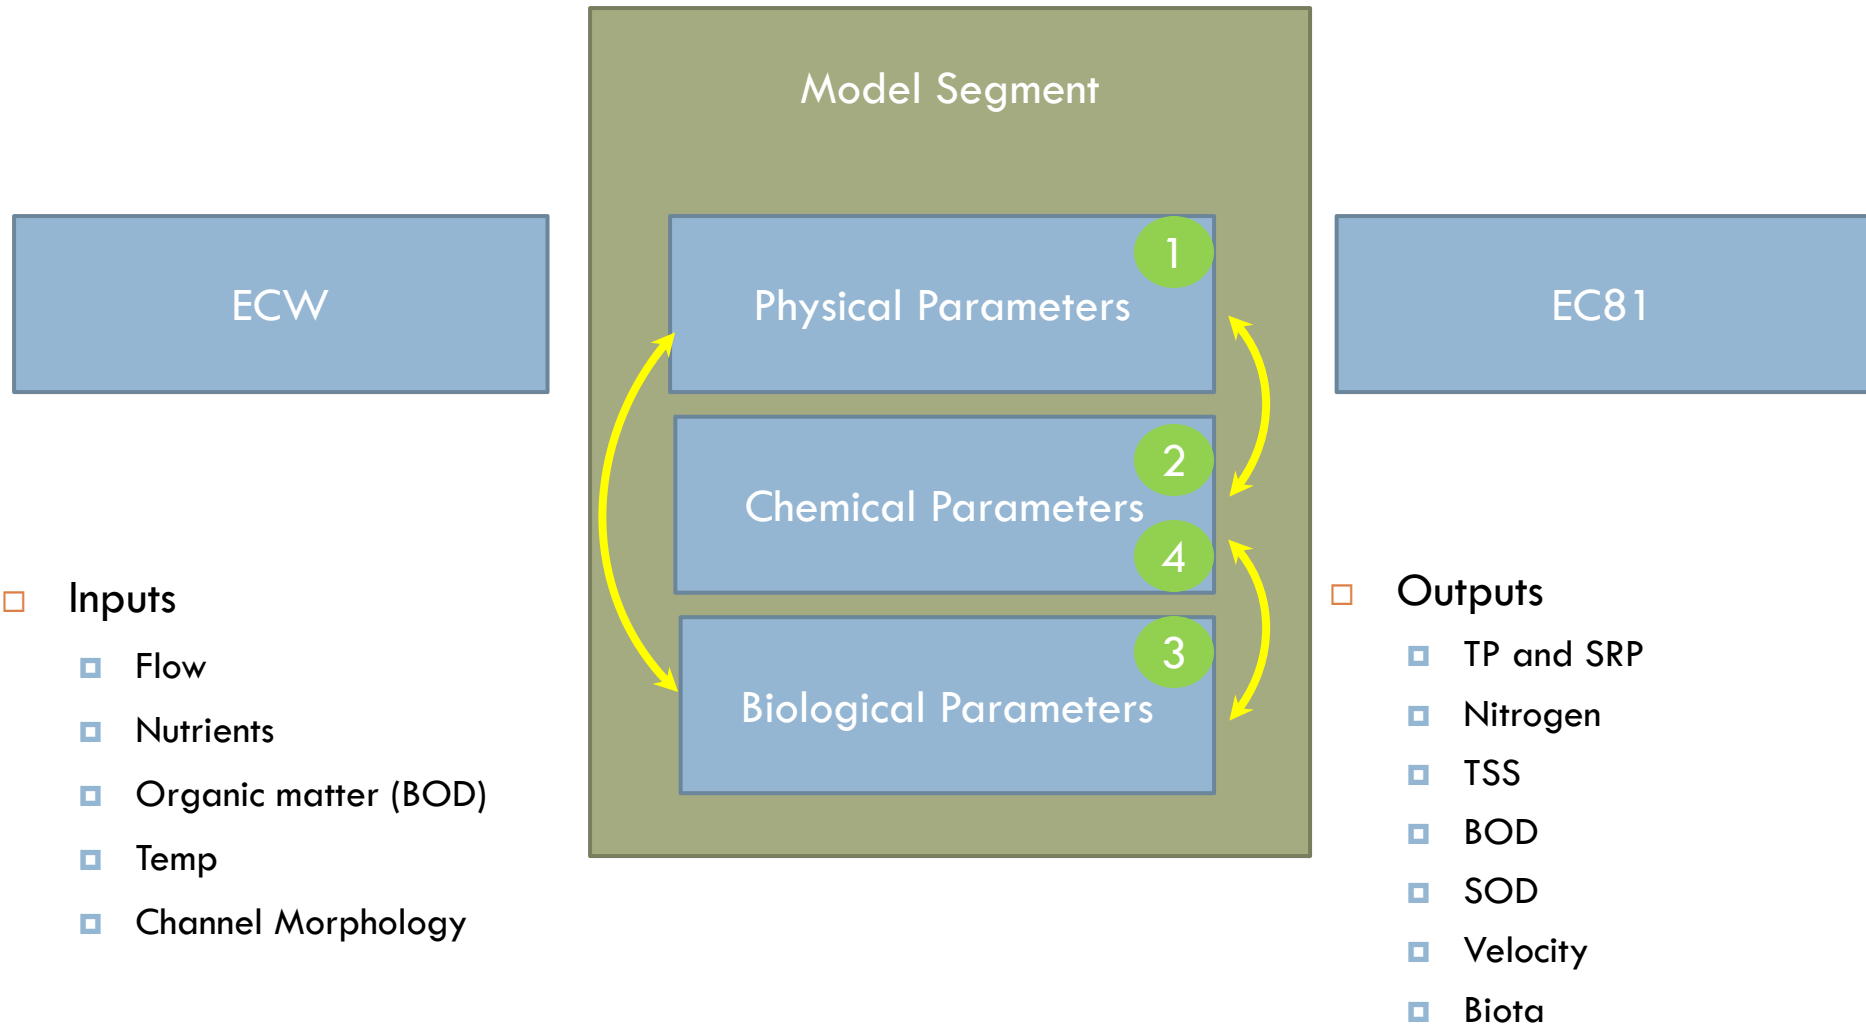 Model Segment
ECW
Physical Parameters
1
EC81
Chemical Parameters
2
4
Biological Parameters
3
Inputs
Flow
Nutrients
Organic matter (BOD)
Temp
Channel Morphology
Outputs
TP and SRP
Nitrogen
TSS
BOD
SOD
Velocity
Biota